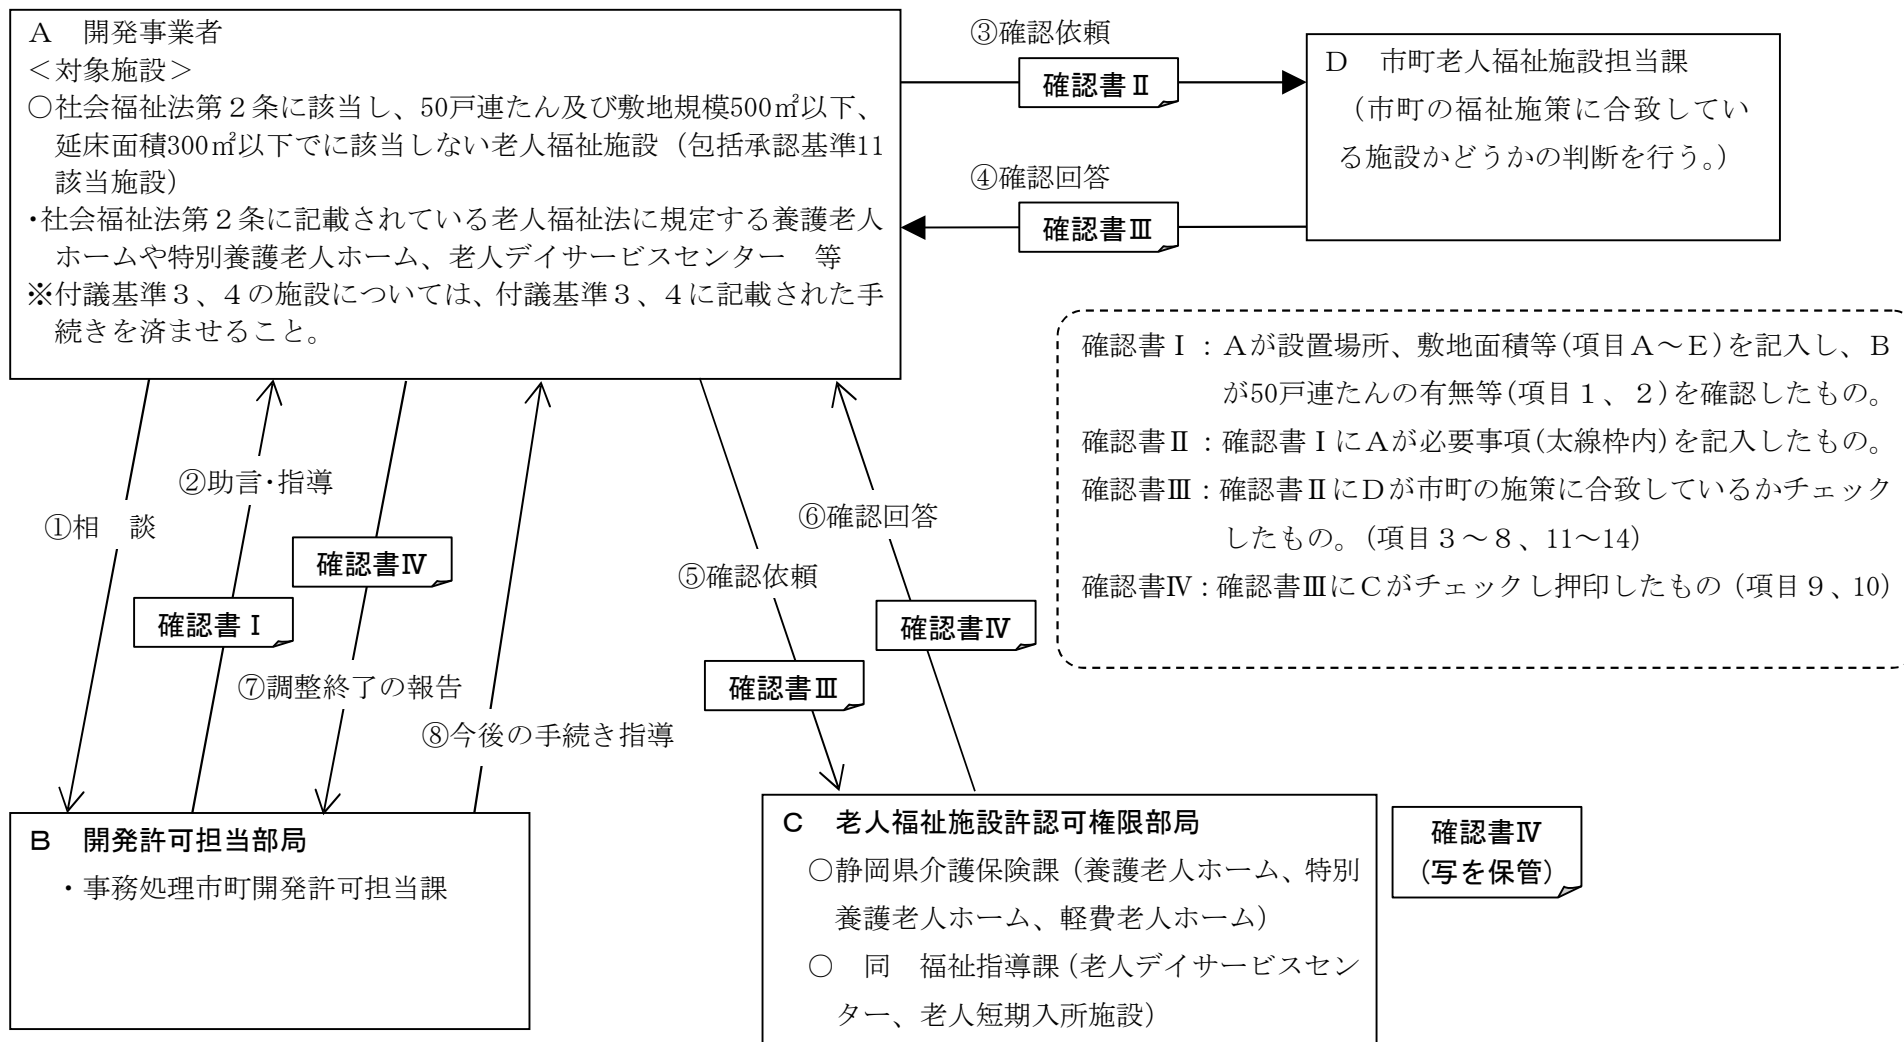 A　開発事業者
＜対象施設＞
○社会福祉法第２条に該当し、50戸連たん及び敷地規模500㎡以下、
延床面積300㎡以下でに該当しない老人福祉施設（包括承認基準11
該当施設）
・社会福祉法第２条に記載されている老人福祉法に規定する養護老人
ホームや特別養護老人ホーム、老人デイサービスセンター　等
※付議基準３、４の施設については、付議基準３、４に記載された手
続きを済ませること。
③確認依頼
確認書Ⅱ
④確認回答
確認書Ⅲ
D　市町老人福祉施設担当課
（市町の福祉施策に合致してい
る施設かどうかの判断を行う。）
確認書Ⅰ：Ａが設置場所、敷地面積等(項目Ａ～Ｅ)を記入し、Ｂ
が50戸連たんの有無等(項目１、２)を確認したもの。
確認書Ⅱ：確認書ⅠにＡが必要事項(太線枠内)を記入したもの。
確認書Ⅲ：確認書ⅡにＤが市町の施策に合致しているかチェック
したもの。（項目３～８、11～14）
確認書Ⅳ：確認書ⅢにＣがチェックし押印したもの（項目９、10）
①相　談
②助言・指導
確認書Ⅰ
確認書Ⅳ
⑦調整終了の報告
⑧今後の手続き指導
⑤確認依頼
確認書Ⅲ
⑥確認回答
確認書Ⅳ
B　開発許可担当部局
・事務処理市町開発許可担当課
C　老人福祉施設許認可権限部局
○静岡県介護保険課（養護老人ホーム、特別
養護老人ホーム、軽費老人ホーム）
○　同　福祉指導課（老人デイサービスセン
ター、老人短期入所施設）
確認書Ⅳ
（写を保管）